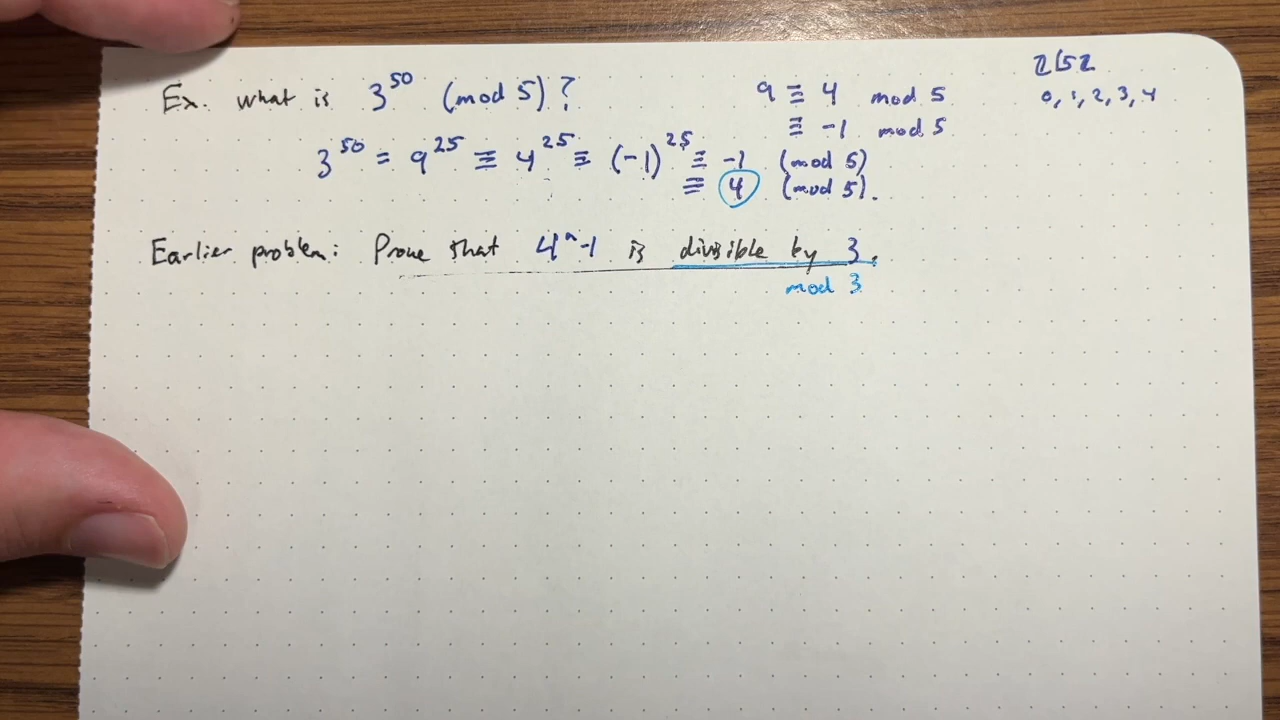 Ex. what is 3^50 (mod 5)?
9 ≡ 4 mod 5
≡ -1 mod 5
ℤ/5ℤ
0, 1, 2, 3, 4
3^50 = 9^25 ≡ 4^25 ≡ (-1)^25 ≡ -1 (mod 5)
≡ 4 (mod 5).
Earlier problem: Prove that 4^n-1 is divisible by 3.
mod 3